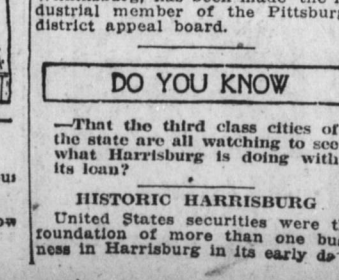 dustrial member of the Pittsburg
district appeal board.
DO YOU KNOW
—That the third class cities of
the state are all watching to see
what Harrisburg is doing with
its loan?
HISTORIC HARRISBURG
United States securities were t
foundation of more than one bus
ness in Harrisburg in its early da